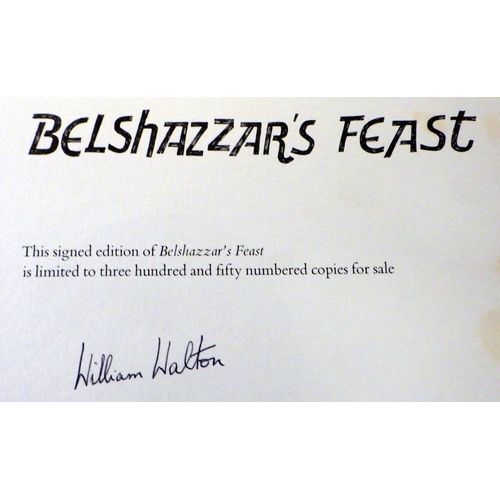 BELShAZZAR'S FEAST
This signed edition of Belshazzar's Feast
is limited to three hundred and fifty numbered copies for sale
William Walton